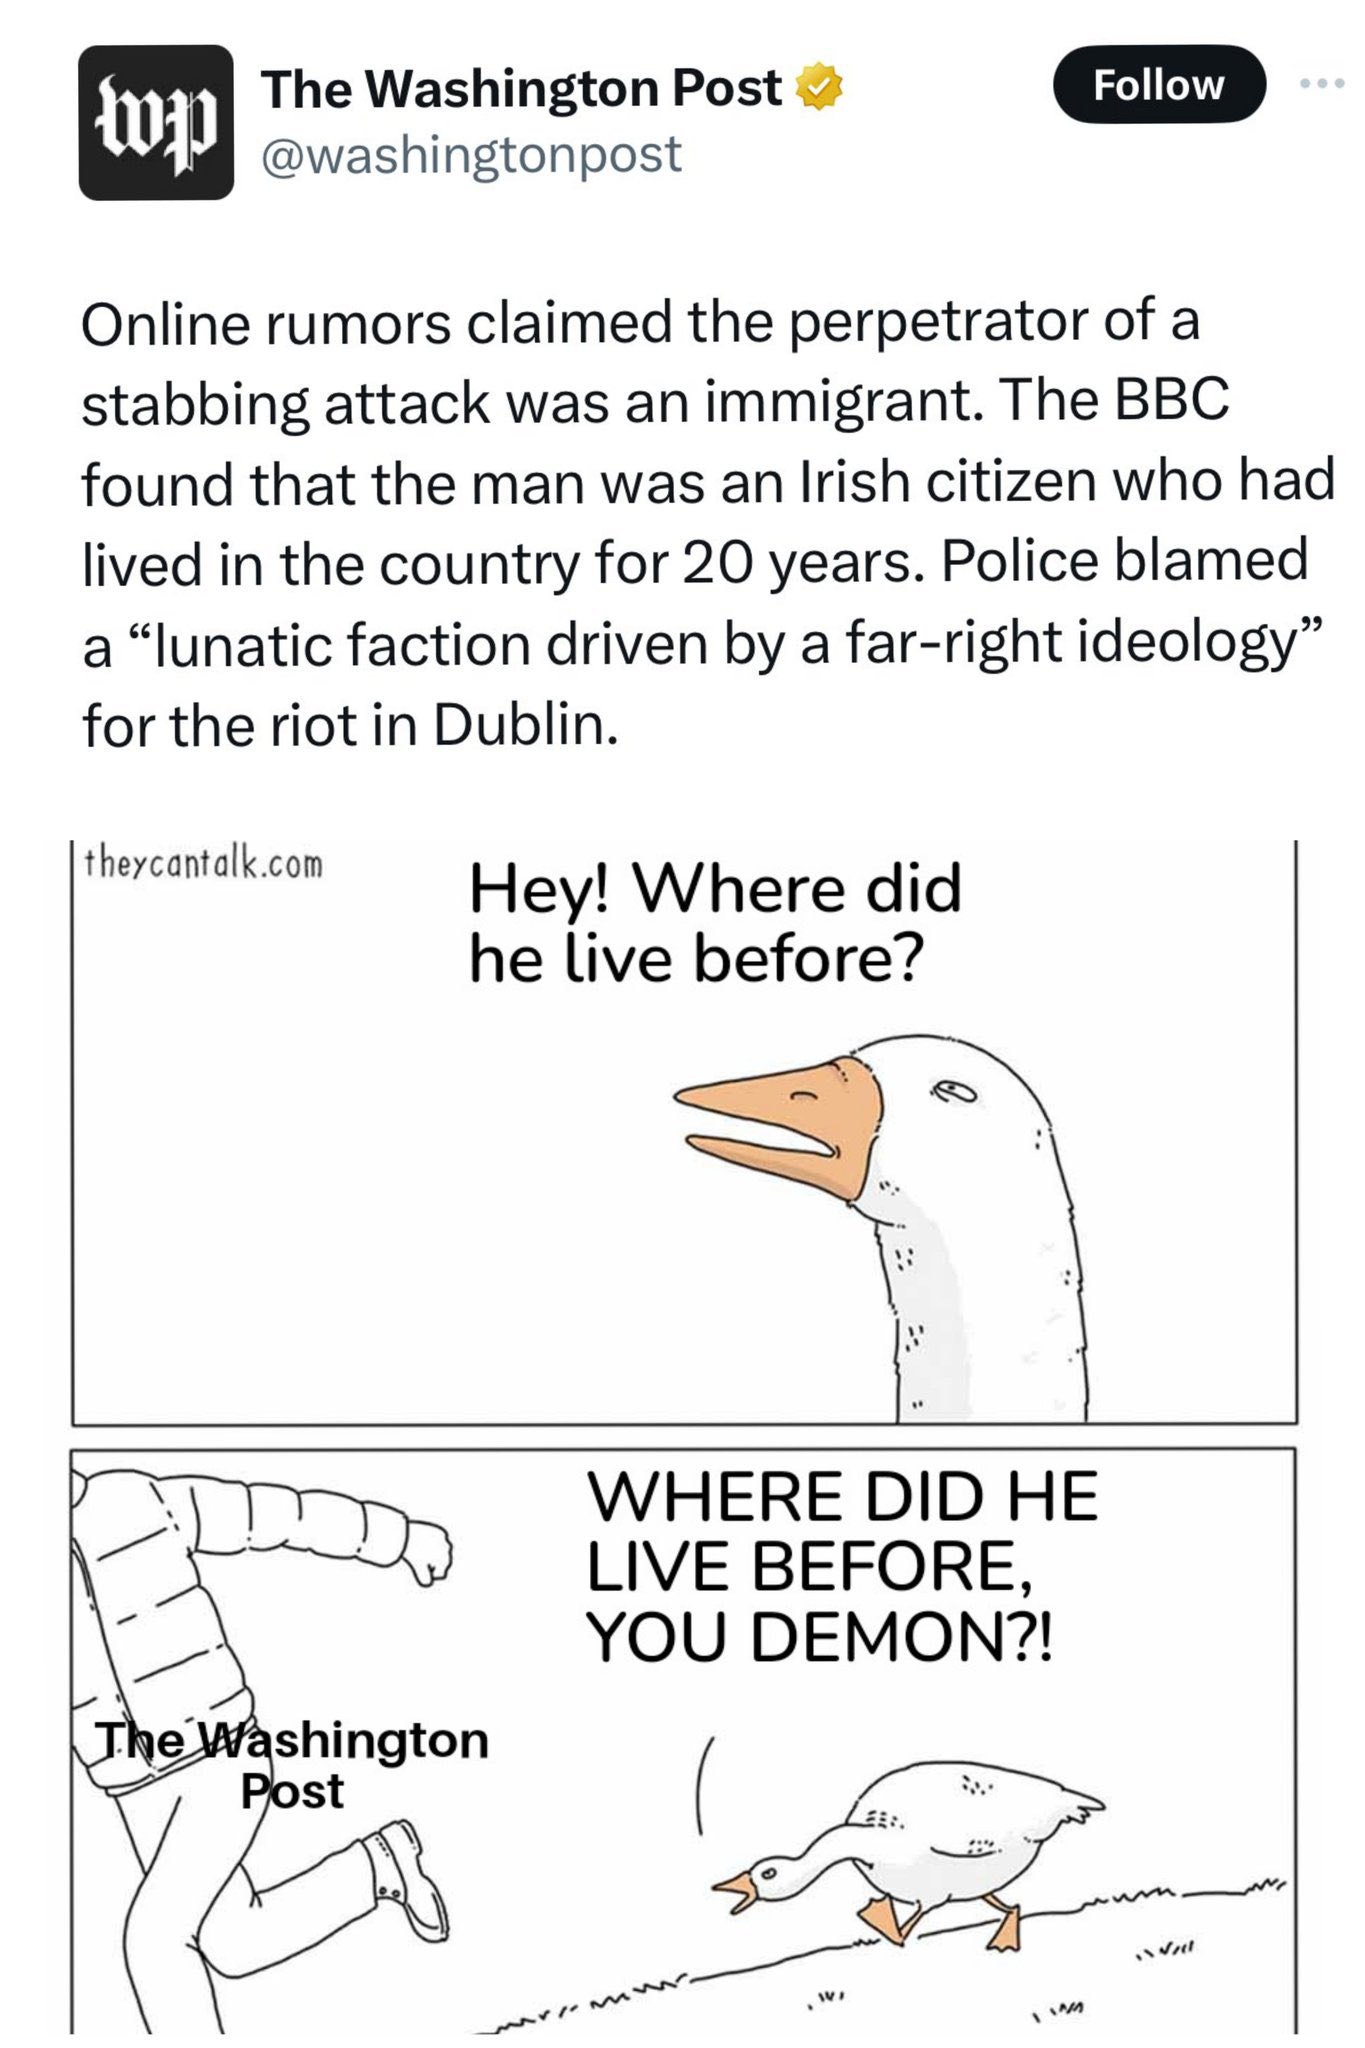 wp
The Washington Post
Follow
@washingtonpost
Online rumors claimed the perpetrator of a
stabbing attack was an immigrant. The BBC
found that the man was an Irish citizen who had
lived in the country for 20 years. Police blamed
a “lunatic faction driven by a far-right ideology”
for the riot in Dublin.
theycantalk.com
Hey! Where did
he live before?
WHERE DID HE
LIVE BEFORE,
YOU DEMON?!
The Washington
Post